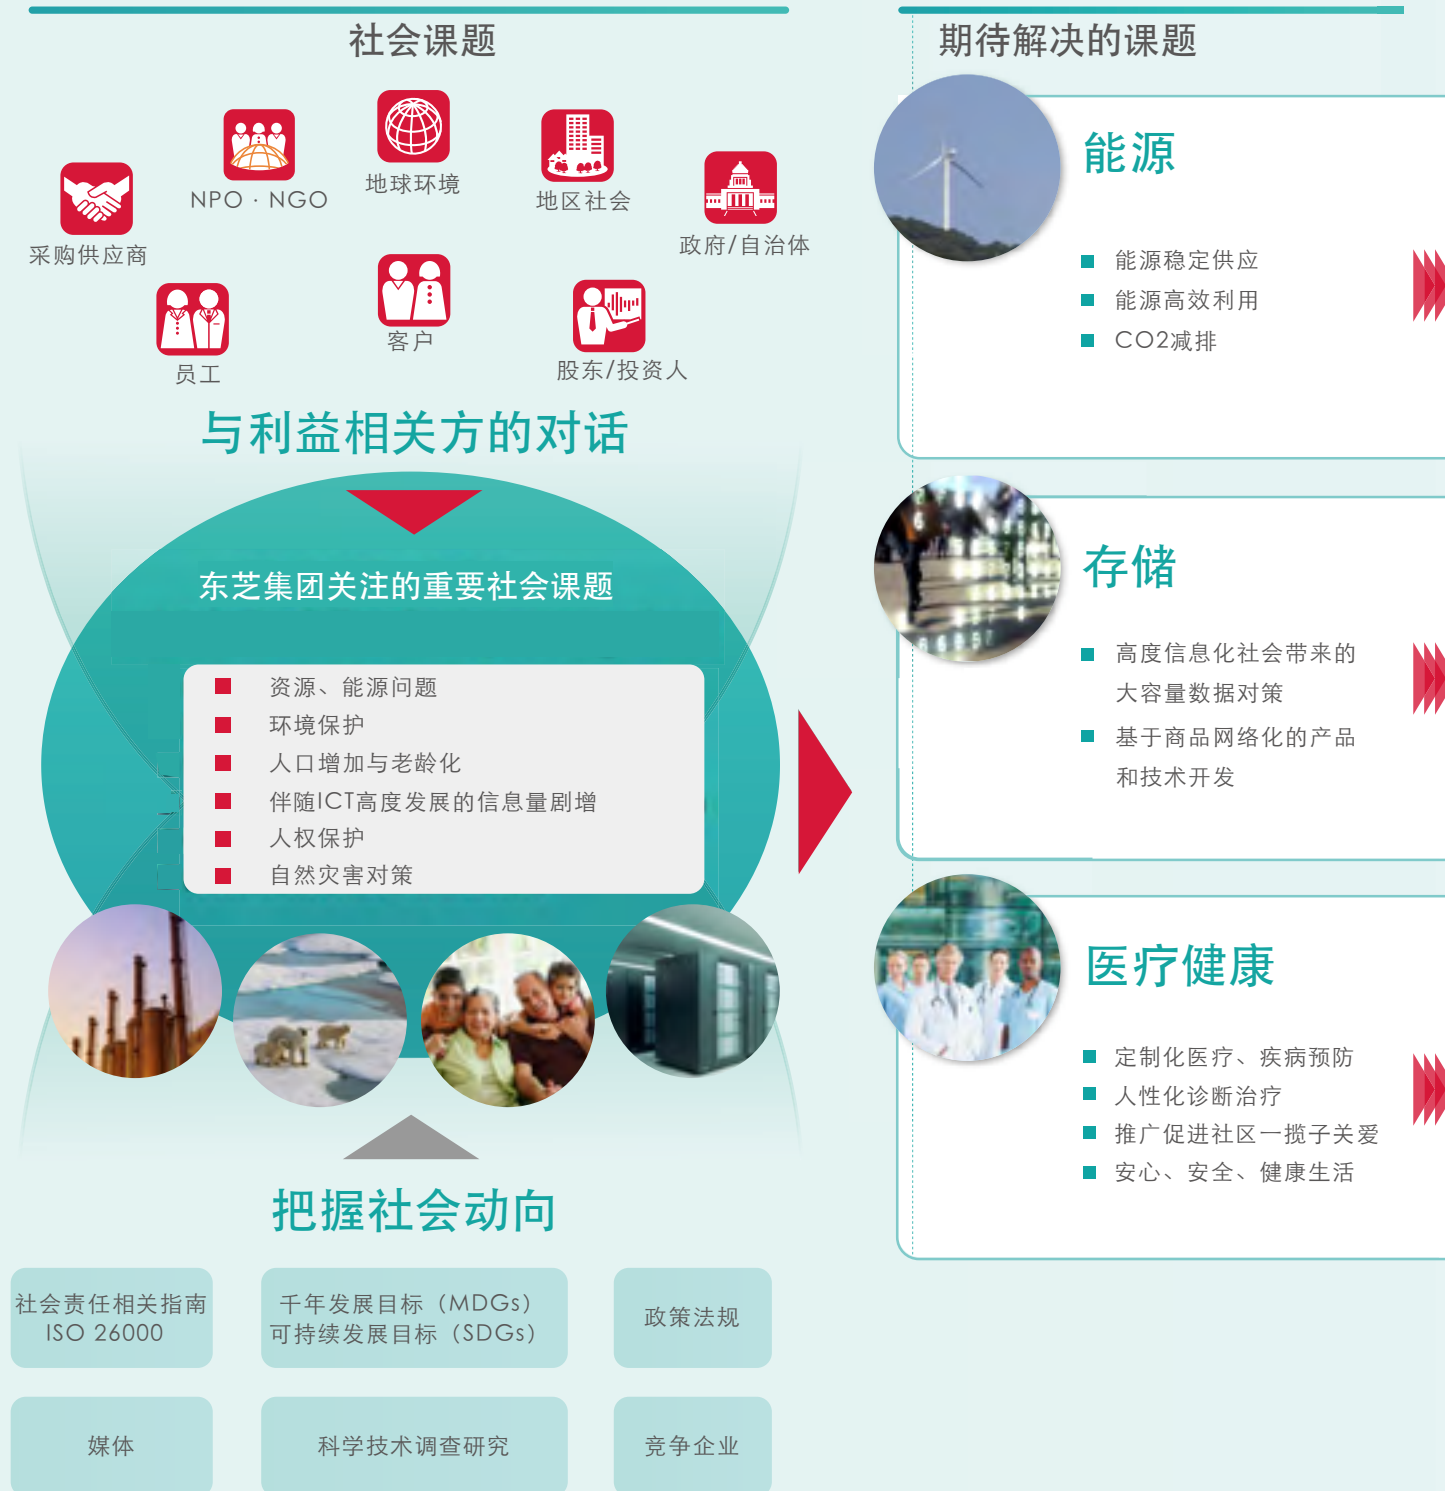 社会课题
NPO · NGO
地球环境
地区社会
采购供应商
政府/自治体
员工
客户
股东/投资人
与利益相关方的对话
东芝集团关注的重要社会课题
资源、能源问题
环境保护
人口增加与老龄化
伴随ICT高度发展的信息量剧增
人权保护
自然灾害对策
把握社会动向
社会责任相关指南
ISO 26000
千年发展目标（MDGs）
可持续发展目标（SDGs）
政策法规
媒体
科学技术调查研究
竞争企业
期待解决的课题
能源
能源稳定供应
能源高效利用
CO2减排
存储
高度信息化社会带来的
大容量数据对策
基于商品网络化的产品
和技术开发
医疗健康
定制化医疗、疾病预防
人性化诊断治疗
推广促进社区一揽子关爱
安心、安全、健康生活